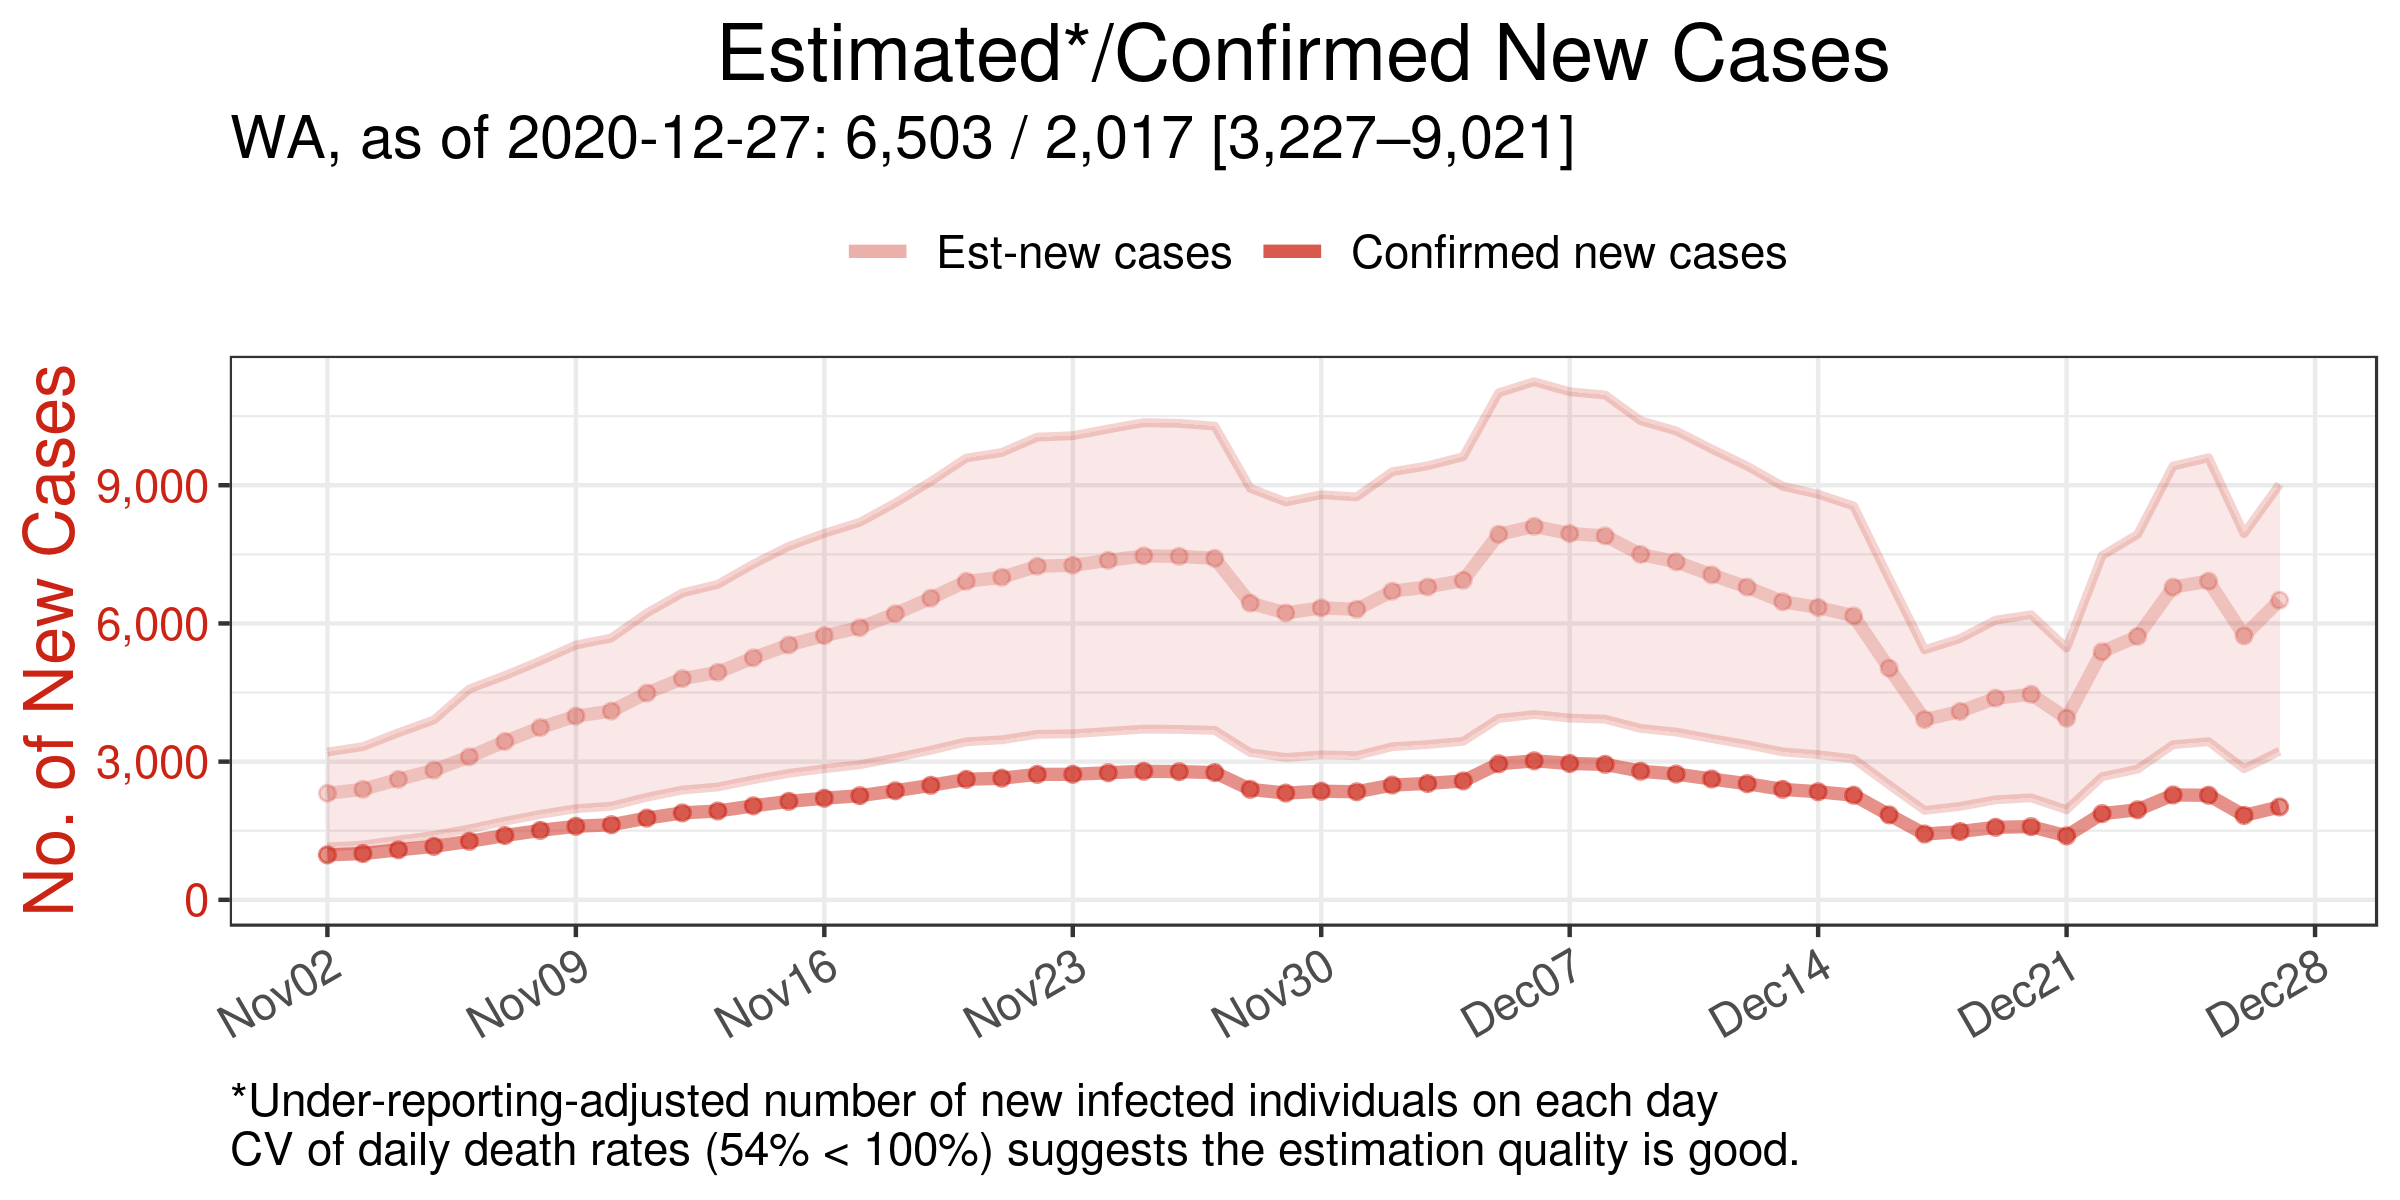 Estimated*/Confirmed New Cases
WA, as of 2020-12-27: 6,503 / 2,017 [3,227–9,021]
Est-new cases
Confirmed new cases
No. of New Cases
9,000
6,000
3,000
0
Nov02
Nov09
Nov16
Nov23
Nov30
Dec07
Dec14
Dec21
Dec28
*Under-reporting-adjusted number of new infected individuals on each day
CV of daily death rates (54% < 100%) suggests the estimation quality is good.